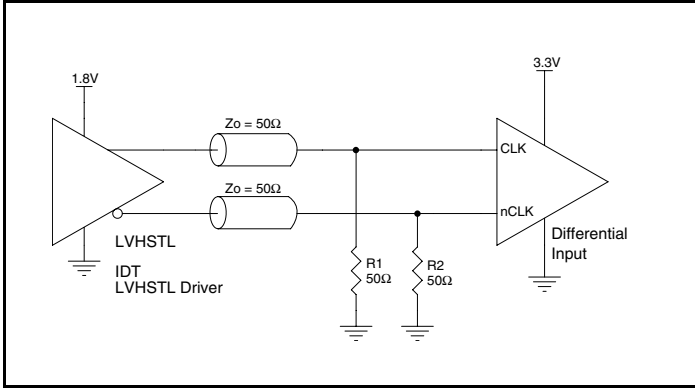 1.8V
3.3V
Zo = 50Ω
CLK
Zo = 50Ω
nCLK
LVHSTL
IDT
LVHSTL Driver
Differential
Input
R1
50Ω
R2
50Ω